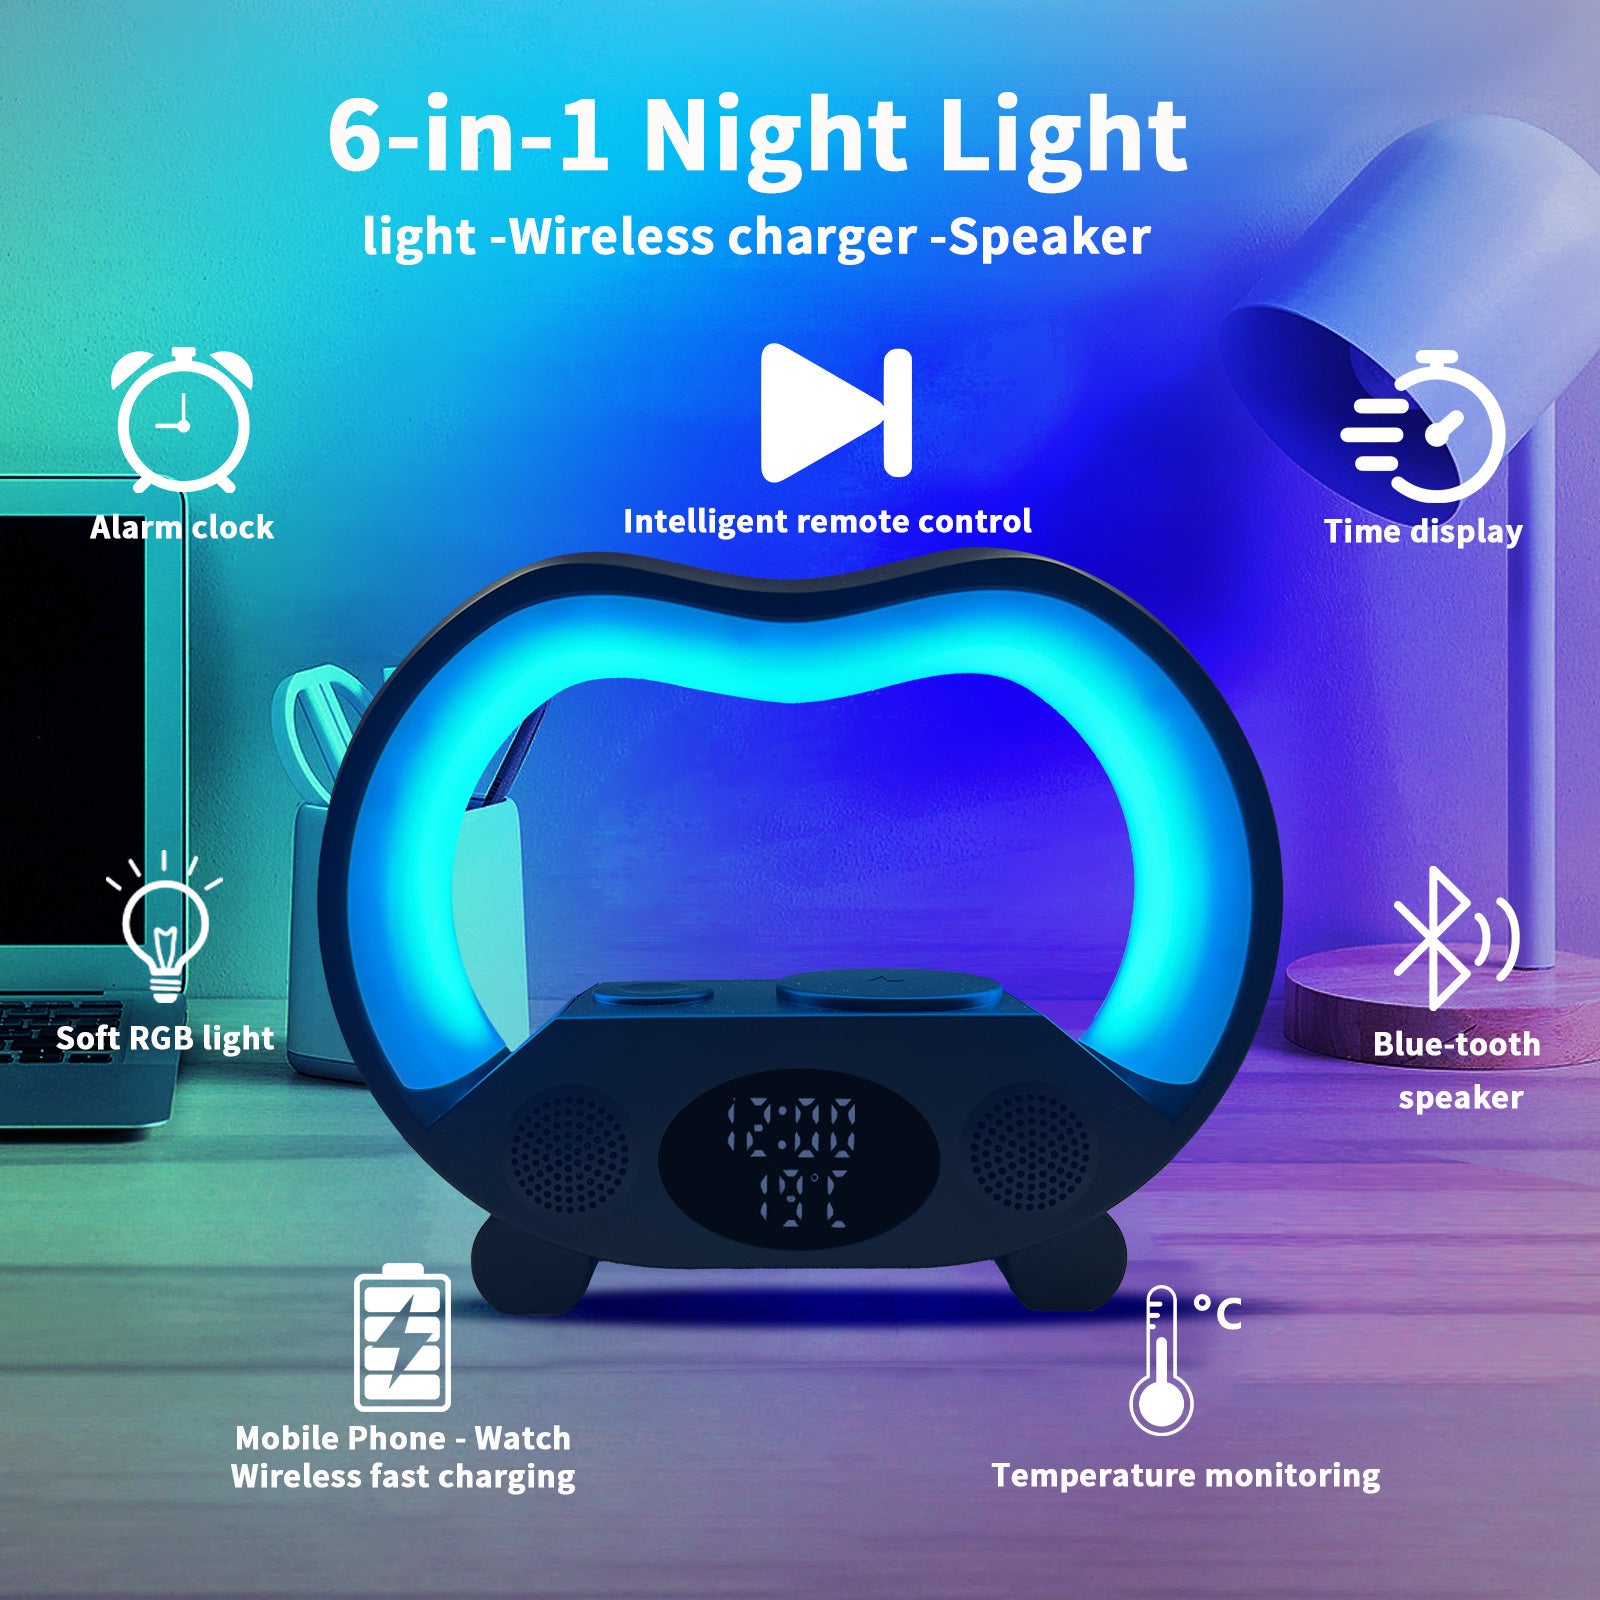 6-in-1 Night Light
light -Wireless charger -Speaker
Alarm clock
Intelligent remote control
Time display
Soft RGB light
Blue-tooth
speaker
12:00
19°C
Mobile Phone - Watch
Wireless fast charging
°C
Temperature monitoring